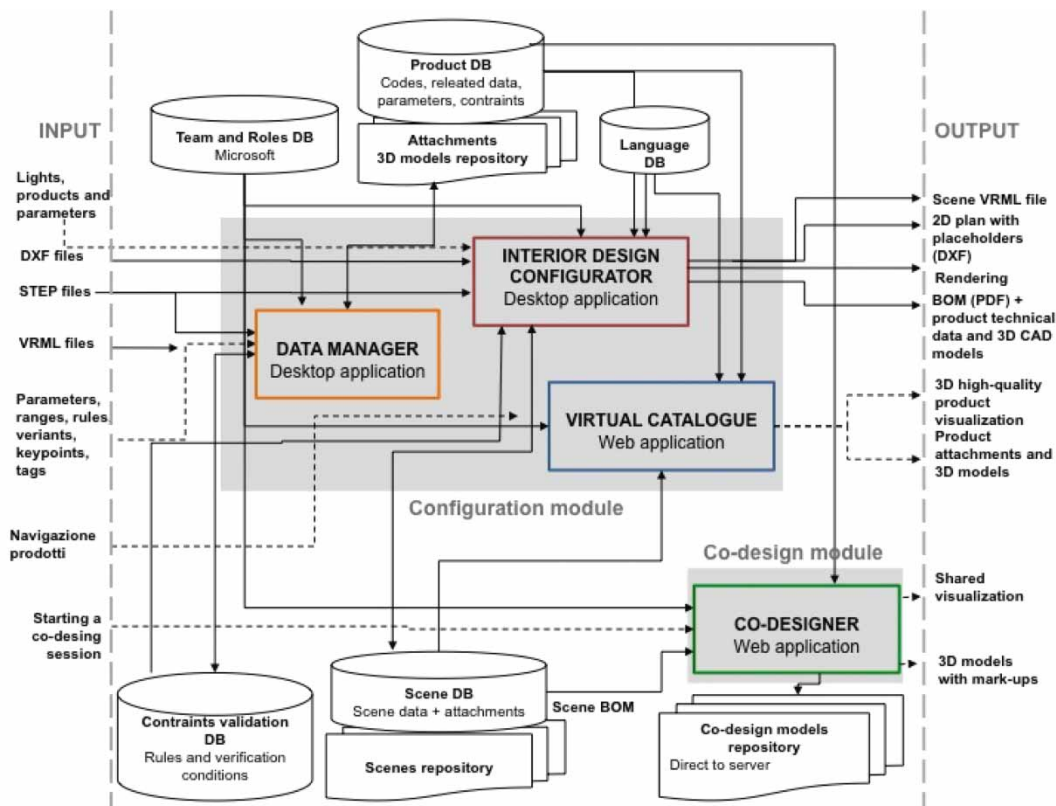 INPUT
Lights,
products and
parameters
DXF files
STEP files
VRML files
Parameters,
ranges, rules,
veriants,
keypoints,
tags
Navigazione
prodotti
Starting a
co-desing
session
Product DB
Codes, releated data,
parameters, contraints
Attachments
3D models repository
Team and Roles DB
Microsoft
Language
DB
INTERIOR DESIGN
CONFIGURATOR
Desktop application
DATA MANAGER
Desktop application
VIRTUAL CATALOGUE
Web application
Configuration module
Co-design module
CO-DESIGNER
Web application
Contraints validation
DB
Rules and verification
conditions
Scene DB
Scene data + attachments
Scene BOM
Scenes repository
Co-design models
repository
Direct to server
OUTPUT
Scene VRML file
2D plan with
placeholders
(DXF)
Rendering
BOM (PDF) +
product technical
data and 3D CAD
models
3D high-quality
product
visualization
Product
attachments and
3D models
Shared
visualization
3D models
with mark-ups